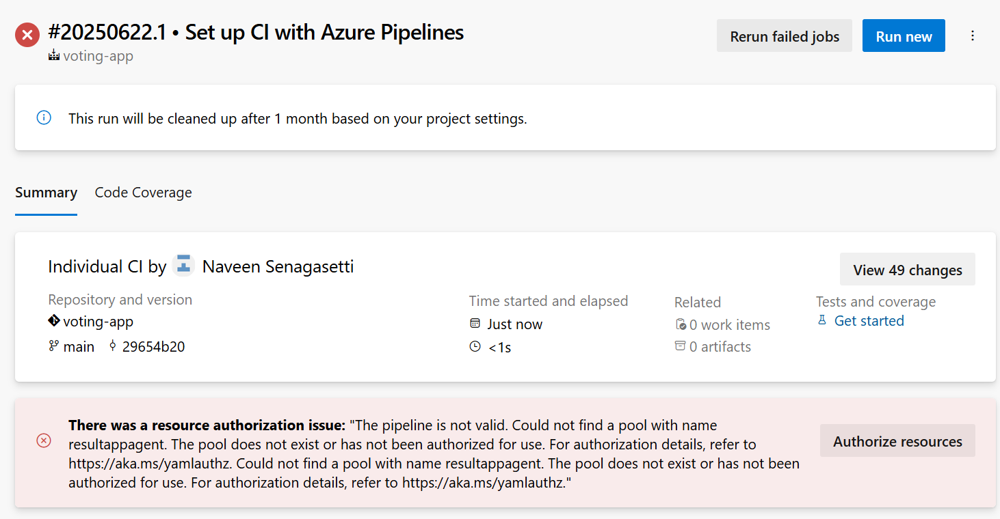 #20250622.1 • Set up CI with Azure Pipelines
voting-app
Rerun failed jobs
Run new
This run will be cleaned up after 1 month based on your project settings.
Summary
Code Coverage
Individual CI by Naveen Senagasetti
View 49 changes
Repository and version
voting-app
main 29654b20
Time started and elapsed
Just now
<1s
Related
0 work items
0 artifacts
Tests and coverage
Get started
There was a resource authorization issue: "The pipeline is not valid. Could not find a pool with name
resultappagent. The pool does not exist or has not been authorized for use. For authorization details, refer to
https://aka.ms/yamlauthz. Could not find a pool with name resultappagent. The pool does not exist or has not been
authorized for use. For authorization details, refer to https://aka.ms/yamlauthz."
Authorize resources